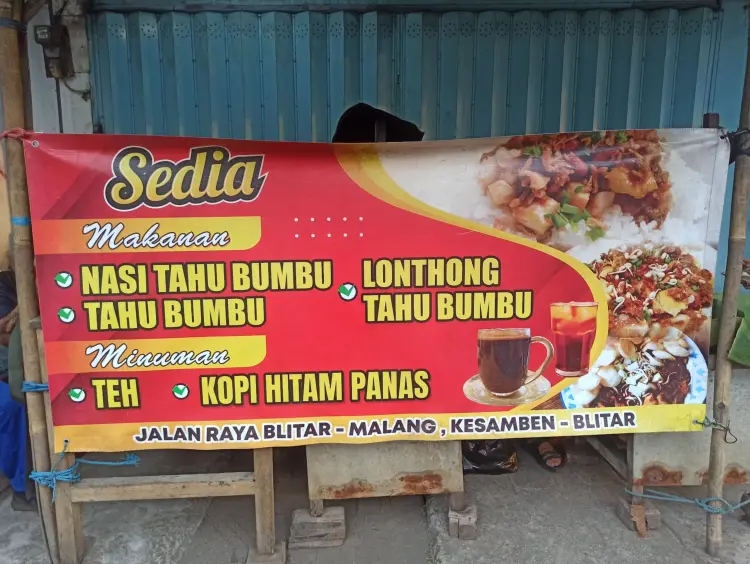 Sedia
Makanan
NASI TAHU BUMBU
TAHU BUMBU
LONTHONG
TAHU BUMBU
Minuman
TEH
KOPI HITAM PANAS
JALAN RAYA BLITAR - MALANG , KESAMBEN - BLITAR